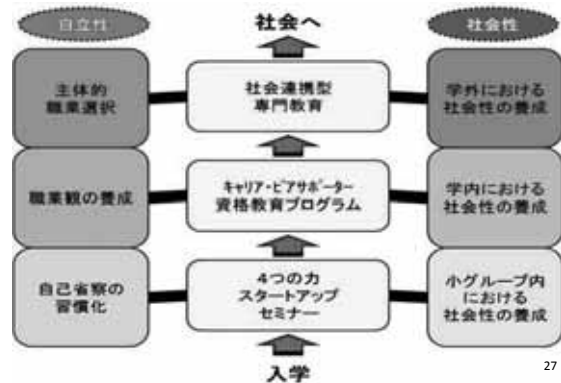 自立性
社会へ
社会性
主体的
職業選択
社会連携型
専門教育
学外における
社会性の養成
職業観の養成
キャリア・ピアサポーター
資格教育プログラム
学内における
社会性の養成
自己省察の
習慣化
4つの力
スタートアップ
セミナー
小グループ内
における
社会性の養成
入学
27